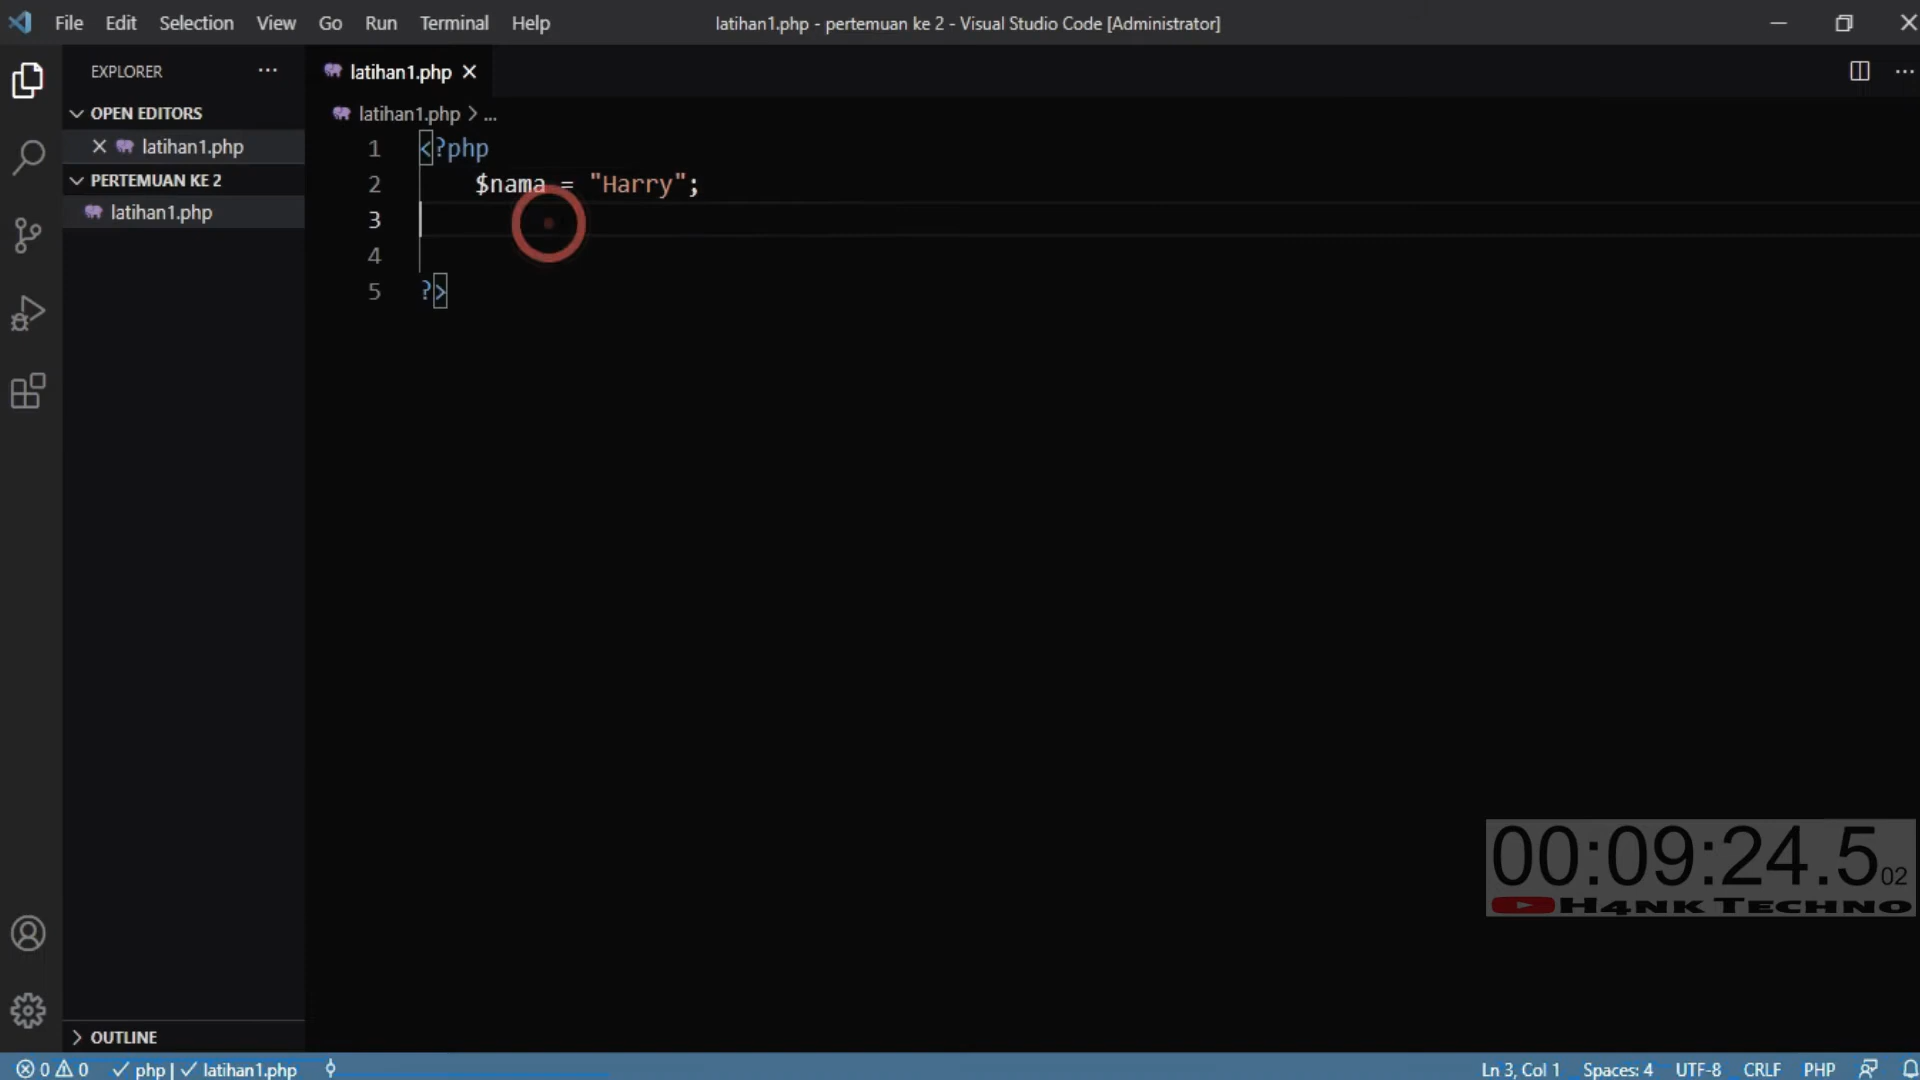 File Edit Selection View Go Run Terminal Help
latihan1.php - pertemuan ke 2 - Visual Studio Code [Administrator]
EXPLORER
OPEN EDITORS
latihan1.php
PERTEMUAN KE 2
latihan1.php
OUTLINE
latihan1.php
latihan1.php > ...
1 <?php
2 $nama = "Harry";
3
4
5 ?>
00:09:24.502
H4NK TECHNO
0 0 php | latihan1.php
Ln 3, Col 1 Spaces: 4 UTF-8 CRLF PHP